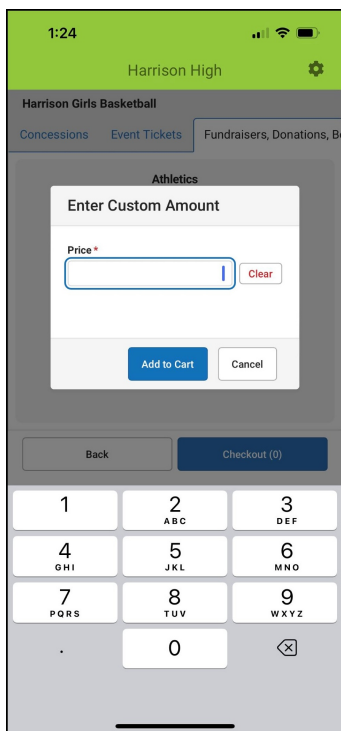 1:24
Harrison High
Harrison Girls Basketball
Concessions Event Tickets Fundraisers, Donations, B
Athletics
Enter Custom Amount
Price *
Clear
Add to Cart Cancel
Back Checkout (0)
1 2 3
ABC DEF
4 5 6
GHI JKL MNO
7 8 9
PQRS TUV WXYZ
. 0